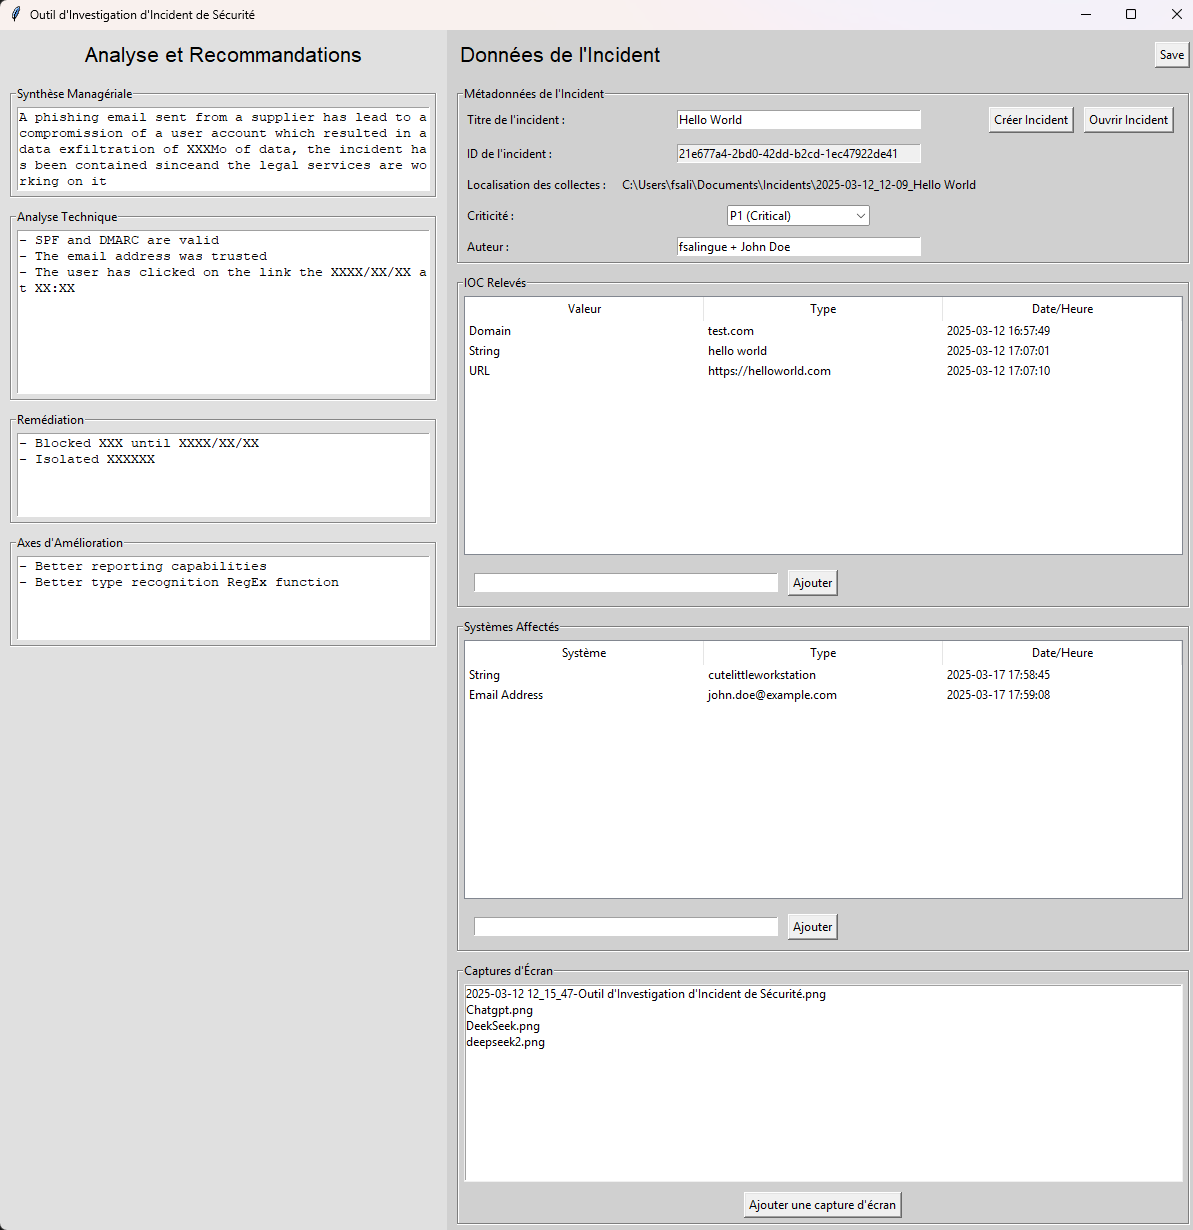 Outil d'Investigation d'Incident de Sécurité
Analyse et Recommandations
Synthèse Managériale
A phishing email sent from a supplier has lead to a
compromission of a user account which resulted in a
data exfiltration of XXXMo of data, the incident ha
s been contained sinceand the legal services are wo
rking on it
Analyse Technique
- SPF and DMARC are valid
- The email address was trusted
- The user has clicked on the link the XXXX/XX/XX a
t XX:XX
Remédiation
- Blocked XXX until XXXX/XX/XX
- Isolated XXXXXX
Axes d'Amélioration
- Better reporting capabilities
- Better type recognition RegEx function
Données de l'Incident
Save
Métadonnées de l'Incident
Titre de l'incident : Hello World Créer Incident Ouvrir Incident
ID de l'incident : 21e677a4-2bd0-42dd-b2cd-1ec47922de41
Localisation des collectes : C:\Users\fsali\Documents\Incidents\2025-03-12_12-09_Hello World
Criticité : P1 (Critical)
Auteur : fsalingue + John Doe
IOC Relevés
Valeur Type Date/Heure
Domain test.com 2025-03-12 16:57:49
String hello world 2025-03-12 17:07:01
URL https://helloworld.com 2025-03-12 17:07:10
Ajouter
Systèmes Affectés
Système Type Date/Heure
String cutelittleworkstation 2025-03-17 17:58:45
Email Address john.doe@example.com 2025-03-17 17:59:08
Ajouter
Captures d'Écran
2025-03-12 12_15_47-Outil d'Investigation d'Incident de Sécurité.png
Chatgpt.png
DeekSeek.png
deepseek2.png
Ajouter une capture d'écran